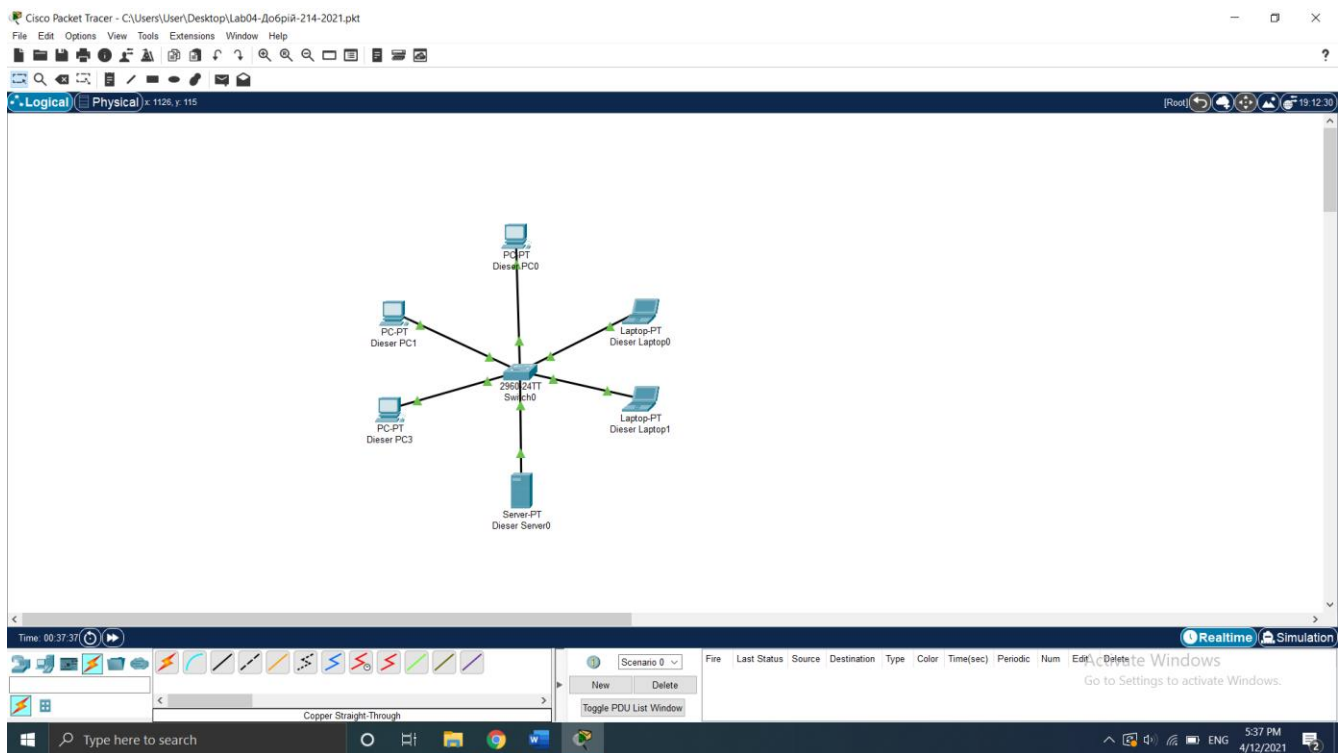 Cisco Packet Tracer - C:\Users\User\Desktop\Lab04-Добрій-214-2021.pkt
File Edit Options View Tools Extensions Window Help
?
Logical Physical x: 1126, y: 115
[Root] 19:12:30
PC-PT
Dieser PC0
PC-PT
Dieser PC1
Laptop-PT
Dieser Laptop0
2960-24TT
Switch0
PC-PT
Dieser PC3
Laptop-PT
Dieser Laptop1
Server-PT
Dieser Server0
Time: 00:37:37
Realtime Simulation
Scenario 0
New Delete
Toggle PDU List Window
Fire Last Status Source Destination Type Color Time(sec) Periodic Num Edit Delete
Activate Windows
Go to Settings to activate Windows.
Copper Straight-Through
Type here to search
ENG
5:37 PM
4/12/2021
2